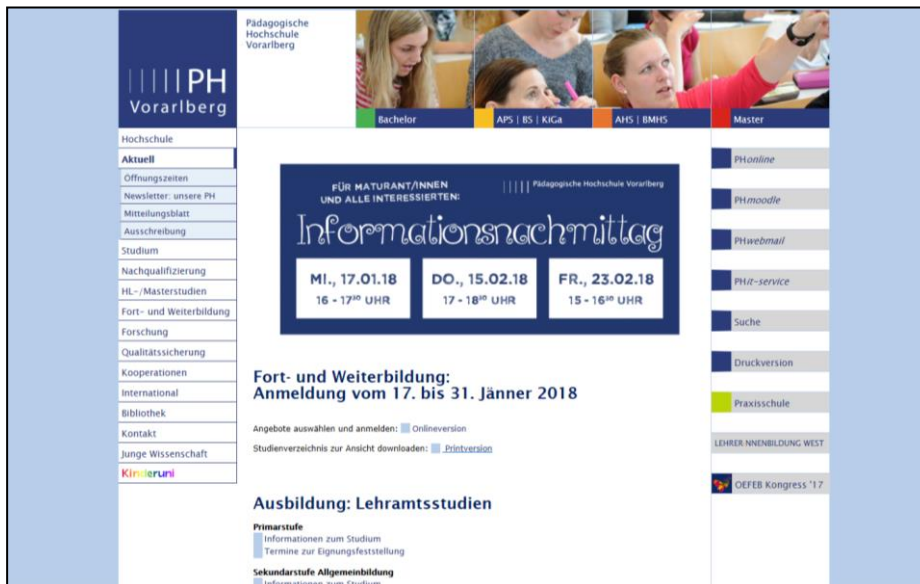 PH
Vorarlberg
Pädagogische
Hochschule
Vorarlberg
Bachelor
APS | BS | KiGa
AHS | BMHS
Master
Hochschule
Aktuell
Öffnungszeiten
Newsletter: unsere PH
Mitteilungsblatt
Ausschreibung
Studium
Nachqualifizierung
HL-/Masterstudien
Fort- und Weiterbildung
Forschung
Qualitätssicherung
Kooperationen
International
Bibliothek
Kontakt
Junge Wissenschaft
Kinderuni
FÜR MATURANT/INNEN
UND ALLE INTERESSIERTEN:
Pädagogische Hochschule Vorarlberg
Informationsnachmittag
MI., 17.01.18
16 - 17³⁰ UHR
DO., 15.02.18
17 - 18³⁰ UHR
FR., 23.02.18
15 - 16³⁰ UHR
Fort- und Weiterbildung:
Anmeldung vom 17. bis 31. Jänner 2018
Angebote auswählen und anmelden: Onlineversion
Studienverzeichnis zur Ansicht downloaden: Printversion
Ausbildung: Lehramtsstudien
Primarstufe
Informationen zum Studium
Termine zur Eignungsfeststellung
Sekundarstufe Allgemeinbildung
Informationen zum Studium
PHonline
PHmoodle
PHwebmail
PHit-service
Suche
Druckversion
Praxisschule
LEHRER·NNENBILDUNG WEST
OEFEB Kongress '17